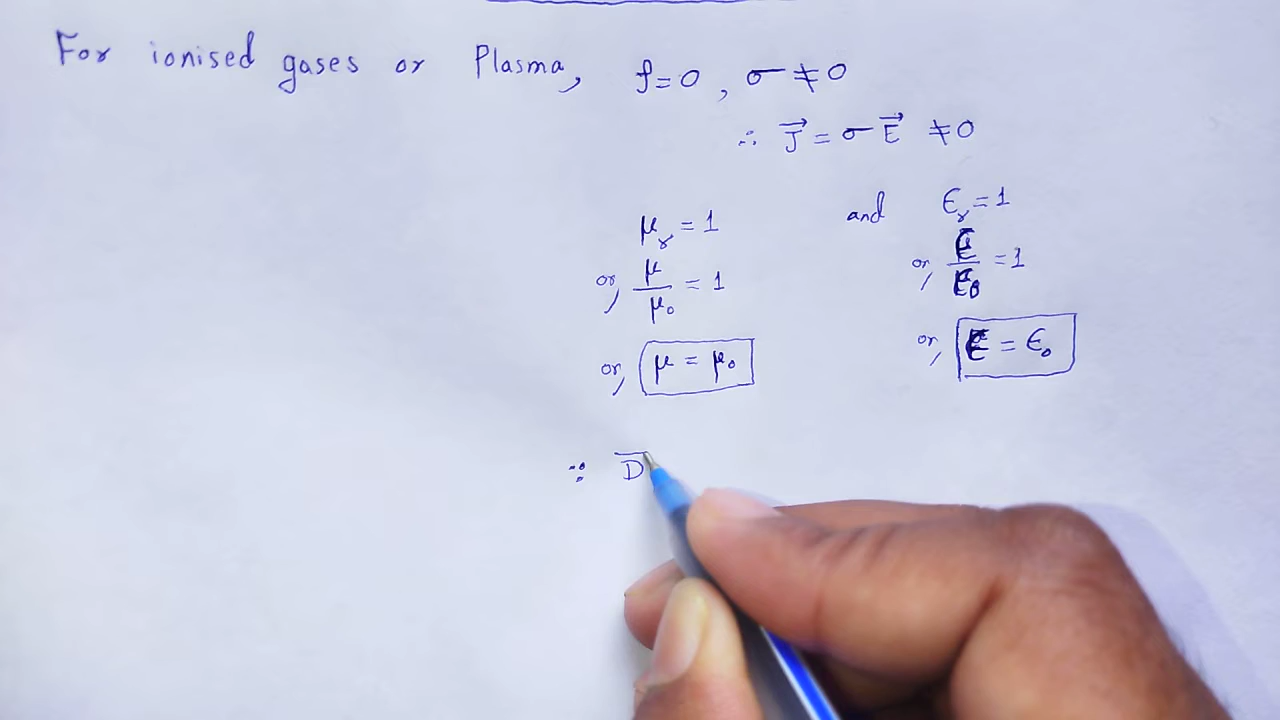 For ionised gases or Plasma, ρ=0, σ≠0
∴ J⃗ = σE⃗ ≠0
μᵣ = 1 and ϵᵣ = 1
or, μ/μ₀ = 1 or, ϵ/ϵ₀ = 1
or, μ = μ₀ or, ϵ = ϵ₀
∵ D⃗